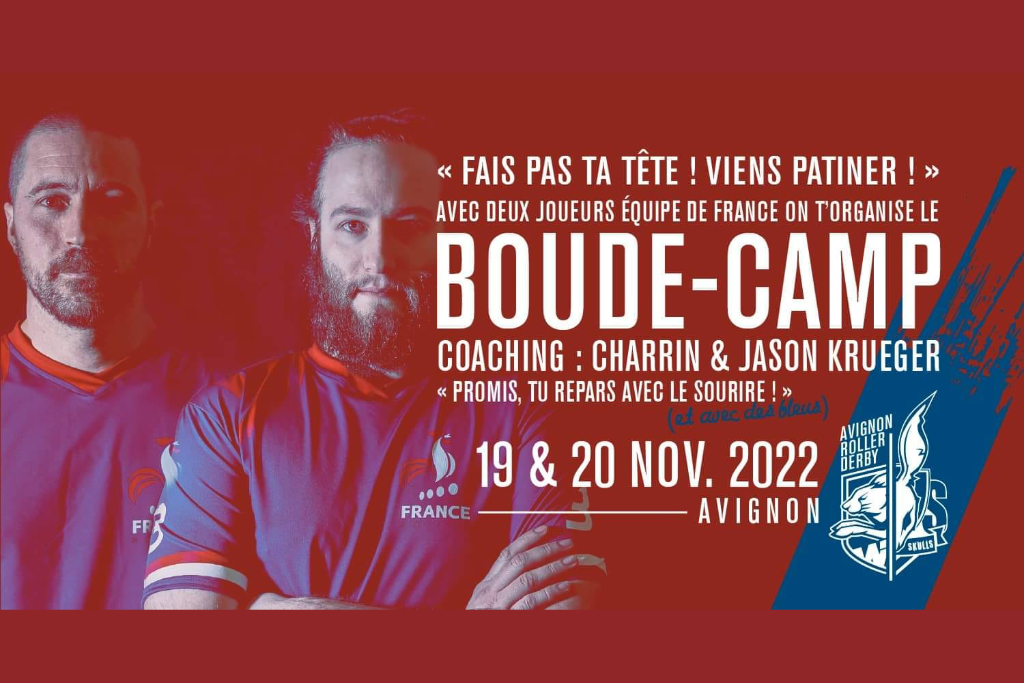 « FAIS PAS TA TÊTE ! VIENS PATINER ! »
AVEC DEUX JOUEURS ÉQUIPE DE FRANCE ON T'ORGANISE LE
BOUDE-CAMP
COACHING : CHARRIN & JASON KRUEGER
« PROMIS, TU REPARS AVEC LE SOURIRE ! »
(et avec des bleus)
19 & 20 NOV. 2022
AVIGNON
AVIGNON
ROLLER
DERBY
SKULLS
FRANCE
FR